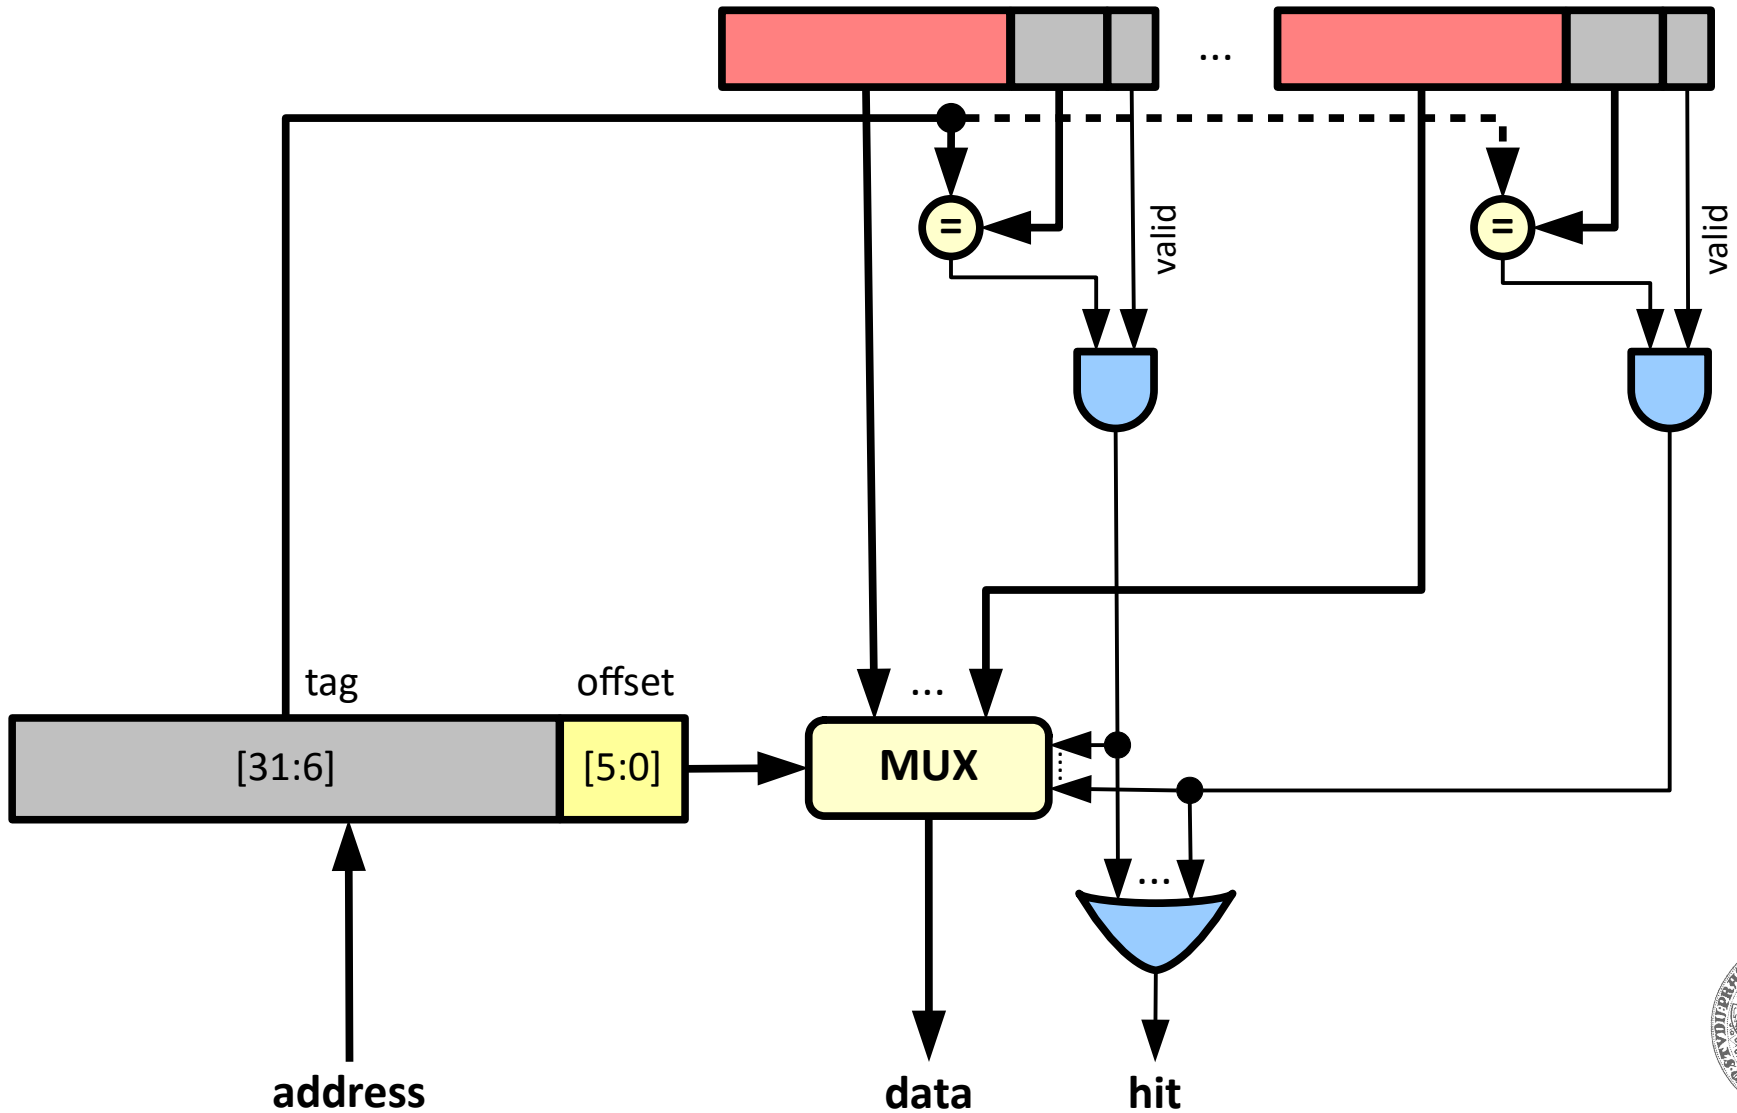 ...
=
valid
=
valid
tag
offset
...
[31:6]
[5:0]
MUX
...
address
data
hit